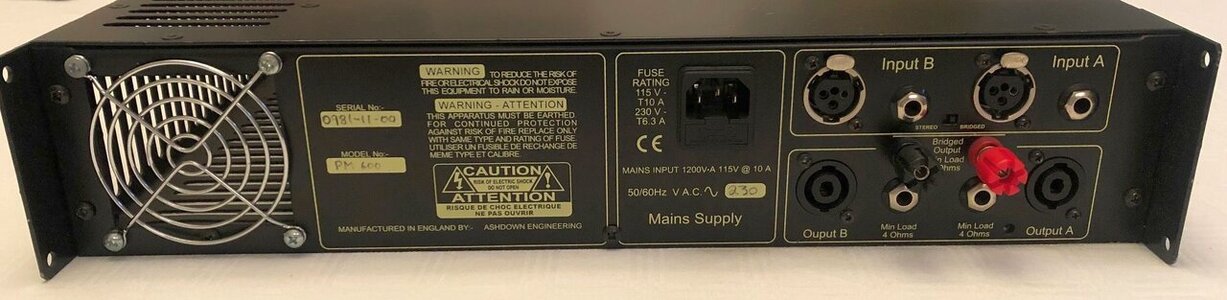 SERIAL No:-
0981-11-00
MODEL No:-
PM 600
WARNING TO REDUCE THE RISK OF
FIRE OR ELECTRICAL SHOCK DO NOT EXPOSE
THIS EQUIPMENT TO RAIN OR MOISTURE.
WARNING - ATTENTION
THIS APPARATUS MUST BE EARTHED
FOR CONTINUED PROTECTION
AGAINST RISK OF FIRE REPLACE ONLY
WITH SAME TYPE AND RATING OF FUSE
UTILISER UN FUSIBLE DE RECHANGE DE
MEME TYPE ET CALIBRE.
CAUTION
RISK OF ELECTRIC SHOCK
DO NOT OPEN
ATTENTION
RISQUE DE CHOC ELECTRIQUE
NE PAS OUVRIR
MANUFACTURED IN ENGLAND BY:- ASHDOWN ENGINEERING
FUSE
RATING
115 V -
T10 A
230 V -
T6.3 A
CE
MAINS INPUT 1200V-A 115V @ 10 A
50/60Hz V A.C. 230
Mains Supply
Input B
Input A
STEREO BRIDGED
Bridged
Output
Load
Ohms
Ouput B
Min Load
4 Ohms
Min Load
4 Ohms
Output A